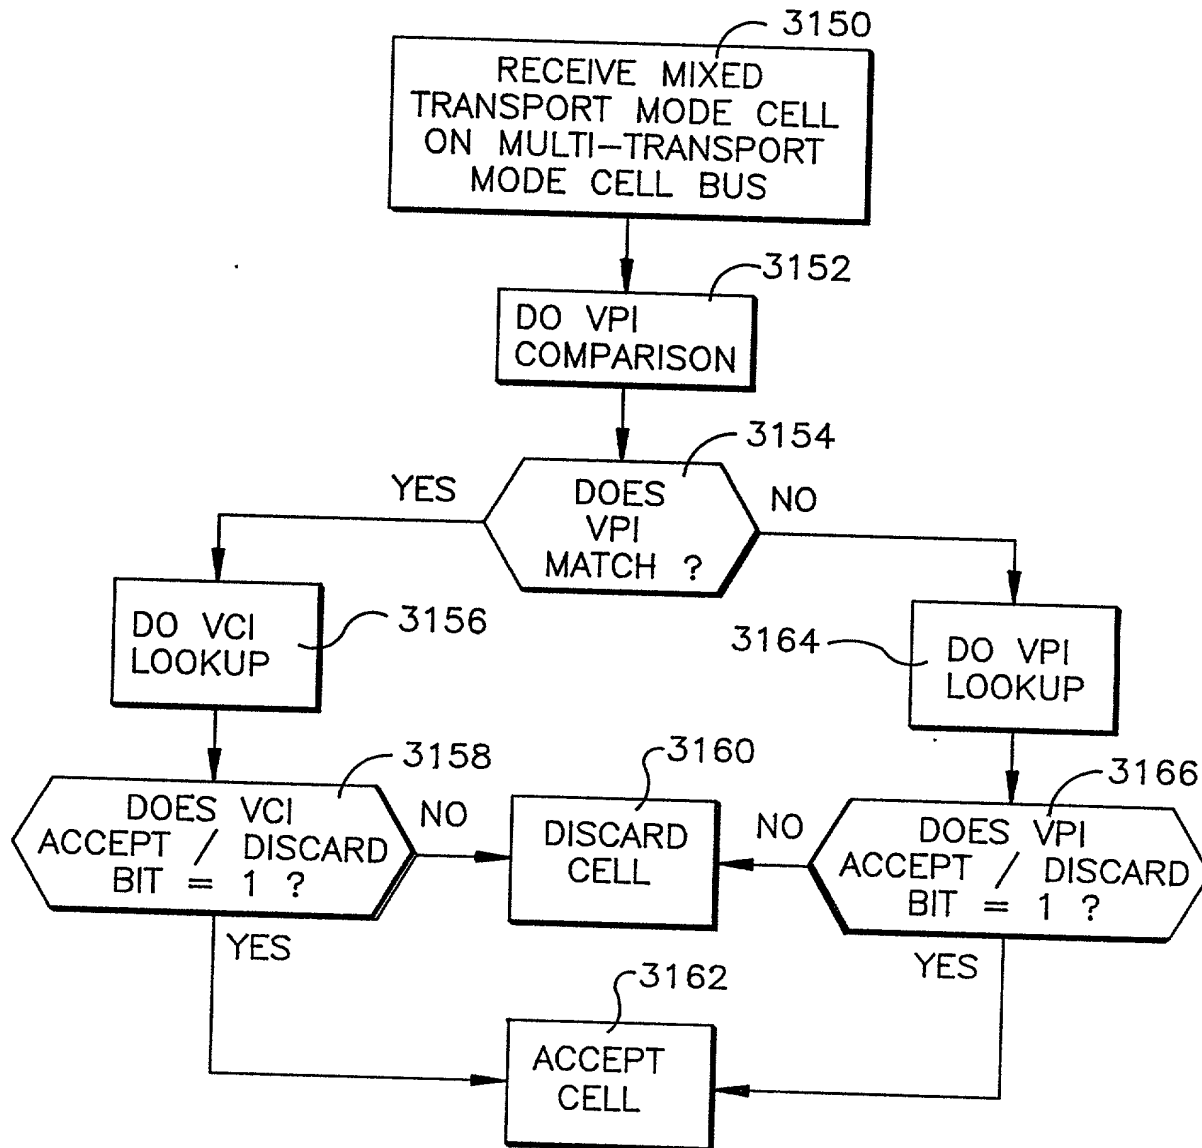 3150
RECEIVE MIXED
TRANSPORT MODE CELL
ON MULTI-TRANSPORT
MODE CELL BUS
3152
DO VPI
COMPARISON
3154
YES
DOES
VPI
MATCH ?
NO
DO VCI
LOOKUP
3156
3164
DO VPI
LOOKUP
3158
DOES VCI
ACCEPT / DISCARD
BIT = 1 ?
NO
YES
3160
DISCARD
CELL
3166
NO
DOES VPI
ACCEPT / DISCARD
BIT = 1 ?
YES
3162
ACCEPT
CELL